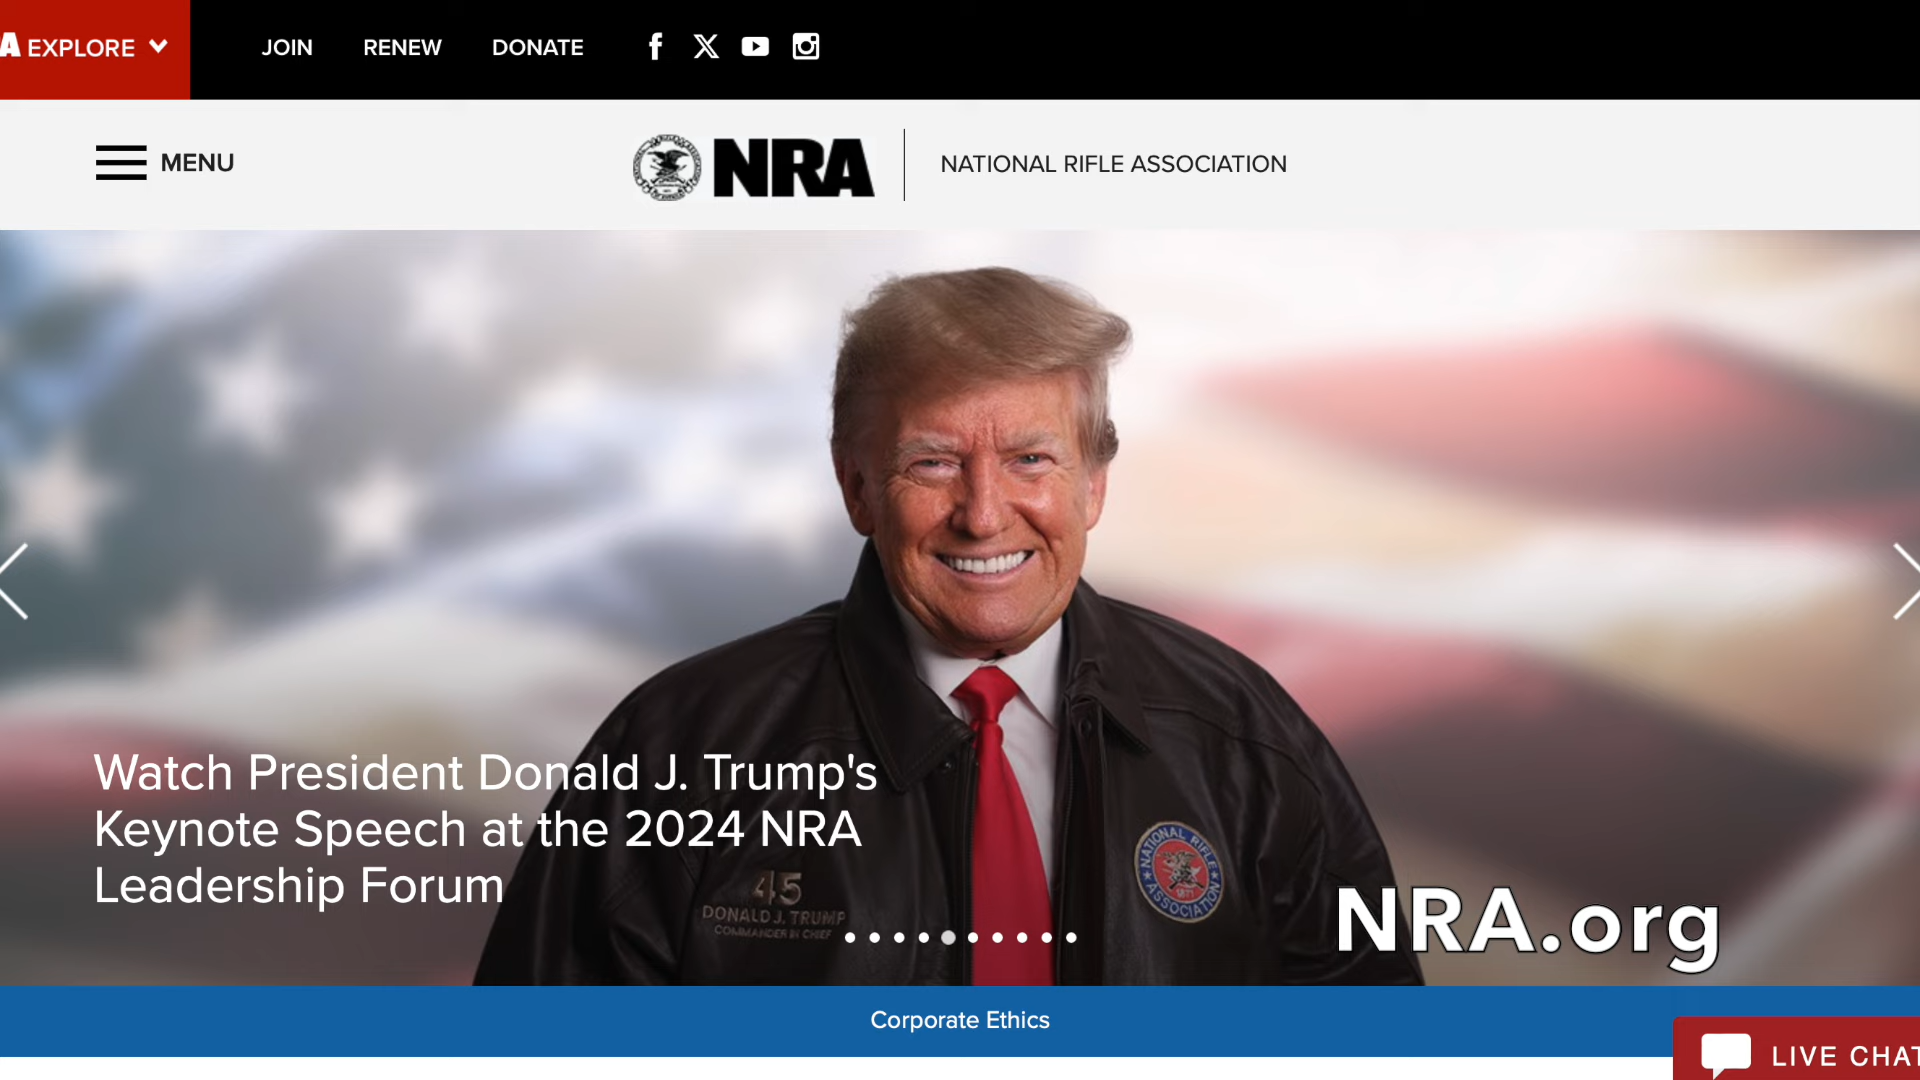 A EXPLORE
JOIN RENEW DONATE
MENU
NRA
NATIONAL RIFLE ASSOCIATION
Watch President Donald J. Trump's
Keynote Speech at the 2024 NRA
Leadership Forum
45
DONALD J. TRUMP
COMMANDER IN CHIEF
NATIONAL RIFLE
ASSOCIATION
1871
NRA.org
Corporate Ethics
LIVE CHAT